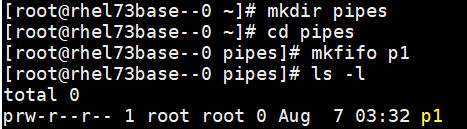 [root@rhel73base--0 ~]# mkdir pipes
[root@rhel73base--0 ~]# cd pipes
[root@rhel73base--0 pipes]# mkfifo p1
[root@rhel73base--0 pipes]# ls -l
total 0
prw-r--r-- 1 root root 0 Aug  7 03:32 p1